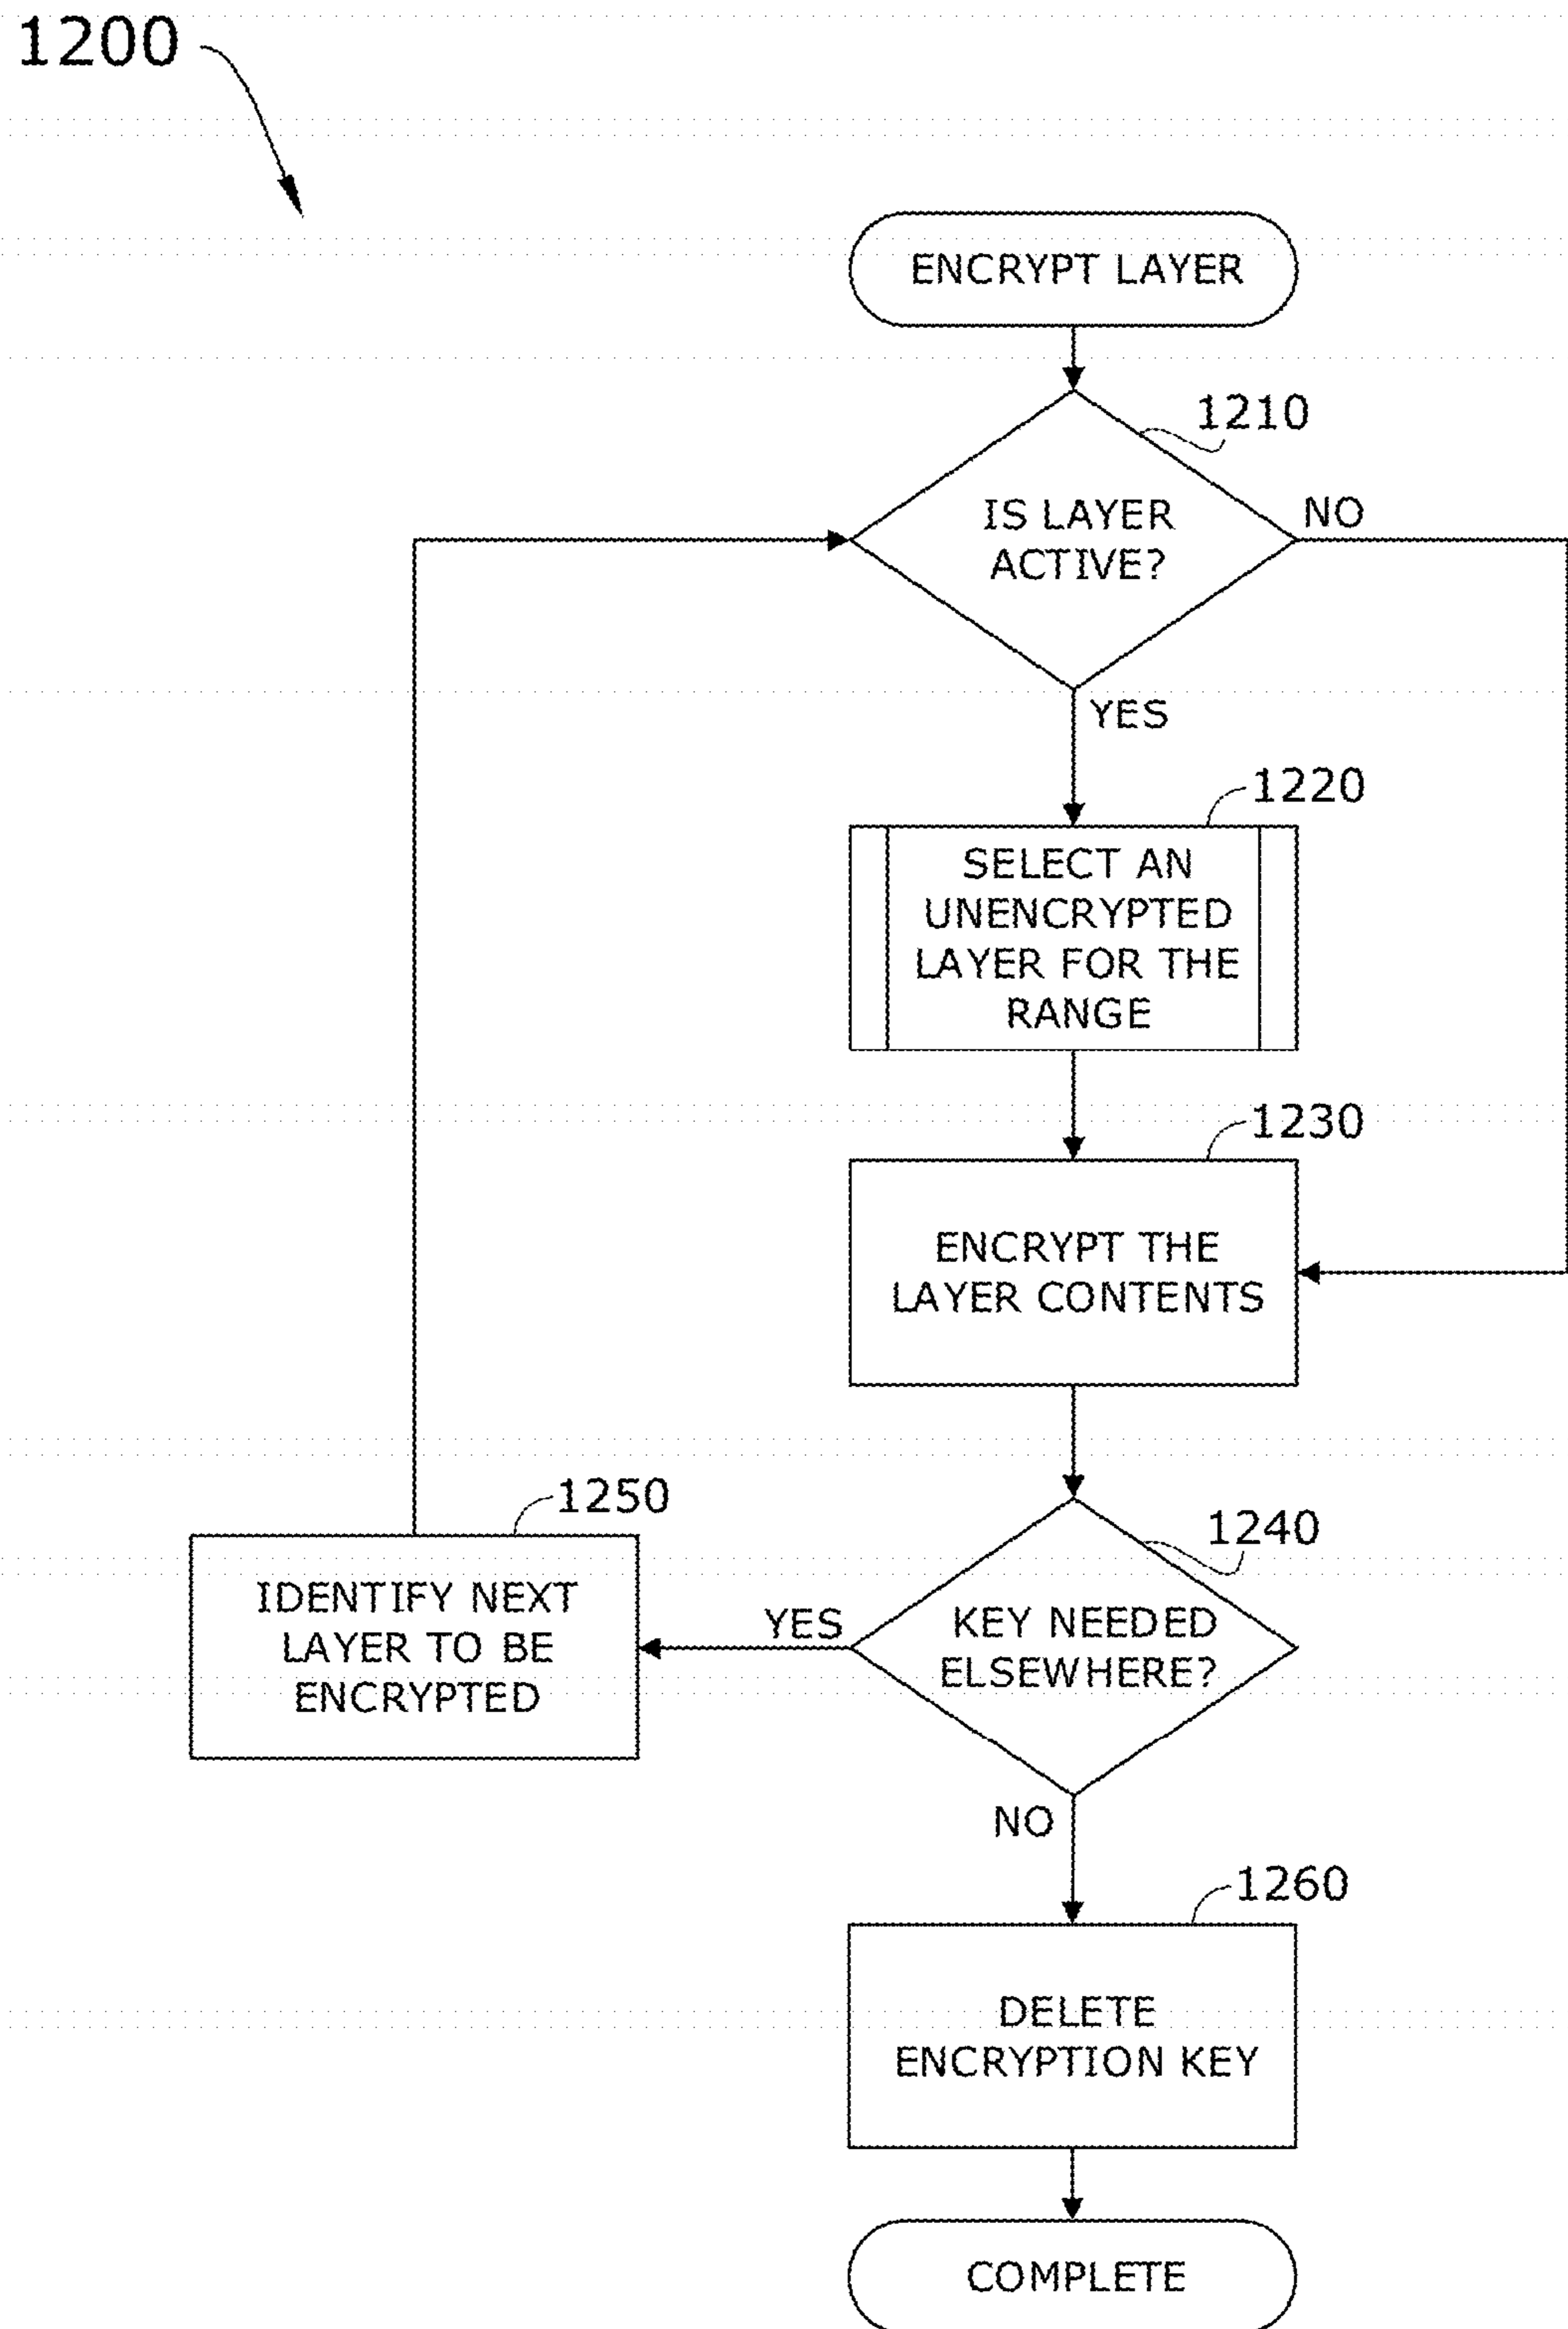 1200
ENCRYPT LAYER
1210
IS LAYER
ACTIVE?
NO
YES
1220
SELECT AN
UNENCRYPTED
LAYER FOR THE
RANGE
1230
ENCRYPT THE
LAYER CONTENTS
1250
IDENTIFY NEXT
LAYER TO BE
ENCRYPTED
YES
1240
KEY NEEDED
ELSEWHERE?
NO
1260
DELETE
ENCRYPTION KEY
COMPLETE